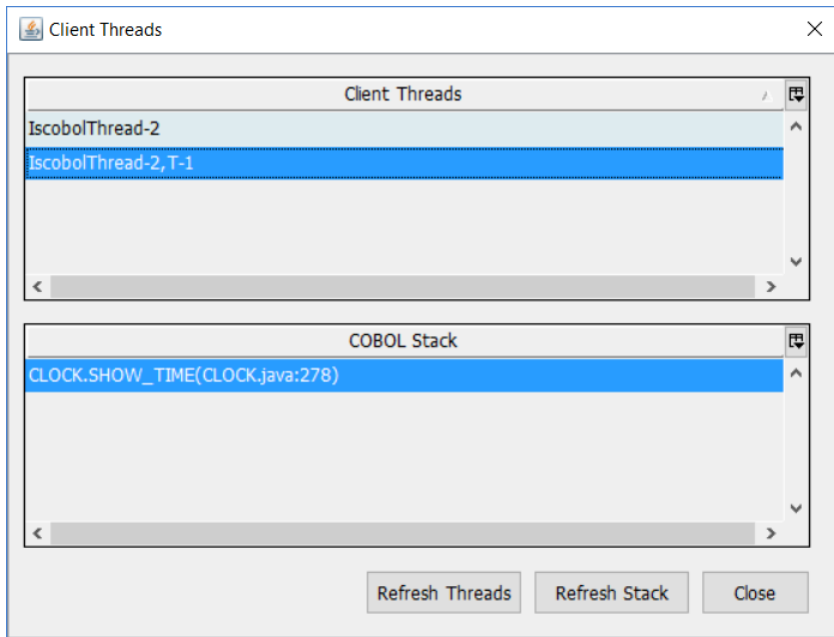 Client Threads
Client Threads
IscobolThread-2
IscobolThread-2,T-1
COBOL Stack
CLOCK.SHOW_TIME(CLOCK.java:278)
Refresh Threads Refresh Stack Close